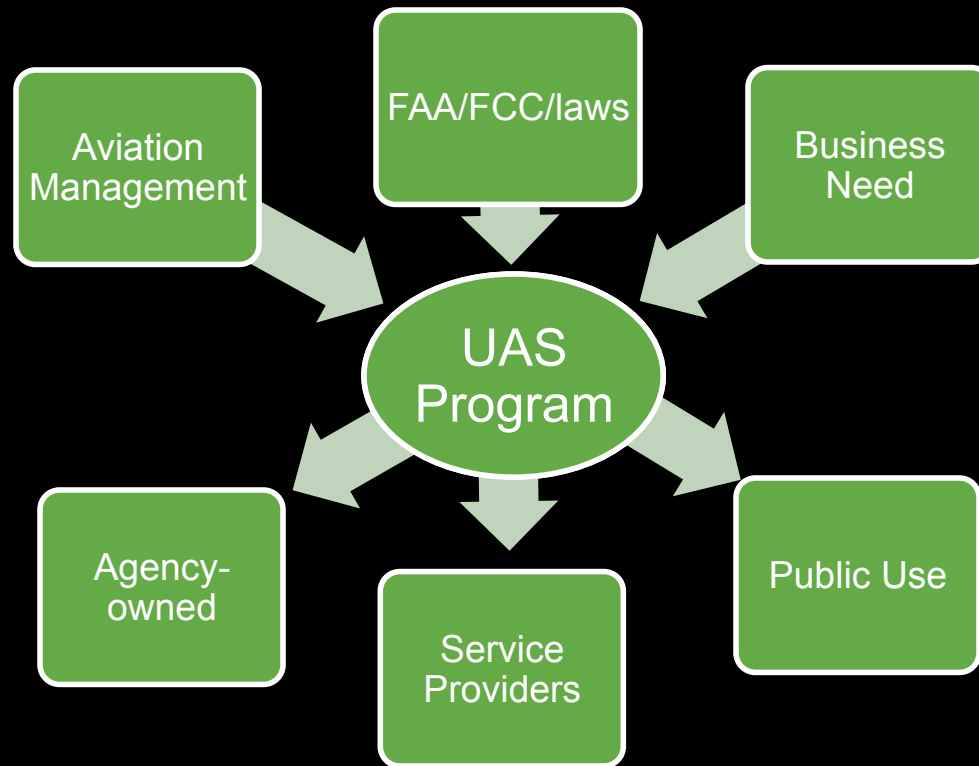 Aviation
Management
FAA/FCC/laws
Business
Need
UAS
Program
Agency-
owned
Service
Providers
Public Use